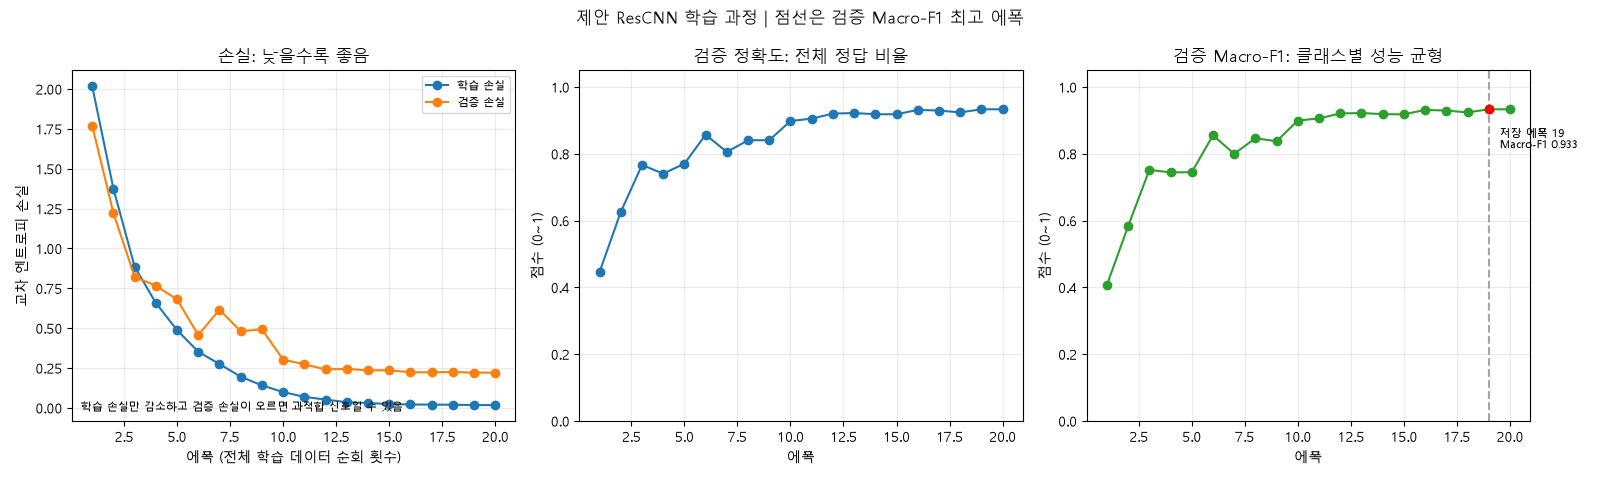 제안 ResCNN 학습 과정 | 점선은 검증 Macro-F1 최고 에폭
손실: 낮을수록 좋음
교차 엔트로피 손실
2.00
1.75
1.50
1.25
1.00
0.75
0.50
0.25
0.00
학습 손실
검증 손실
학습 손실만 감소하고 검증 손실이 오르면 과적합 신호일 수 있음
2.5 5.0 7.5 10.0 12.5 15.0 17.5 20.0
에폭 (전체 학습 데이터 순회 횟수)
검증 정확도: 전체 정답 비율
점수 (0~1)
1.0
0.8
0.6
0.4
0.2
0.0
2.5 5.0 7.5 10.0 12.5 15.0 17.5 20.0
에폭
검증 Macro-F1: 클래스별 성능 균형
점수 (0~1)
1.0
0.8
0.6
0.4
0.2
0.0
저장 에폭 19
Macro-F1 0.933
2.5 5.0 7.5 10.0 12.5 15.0 17.5 20.0
에폭